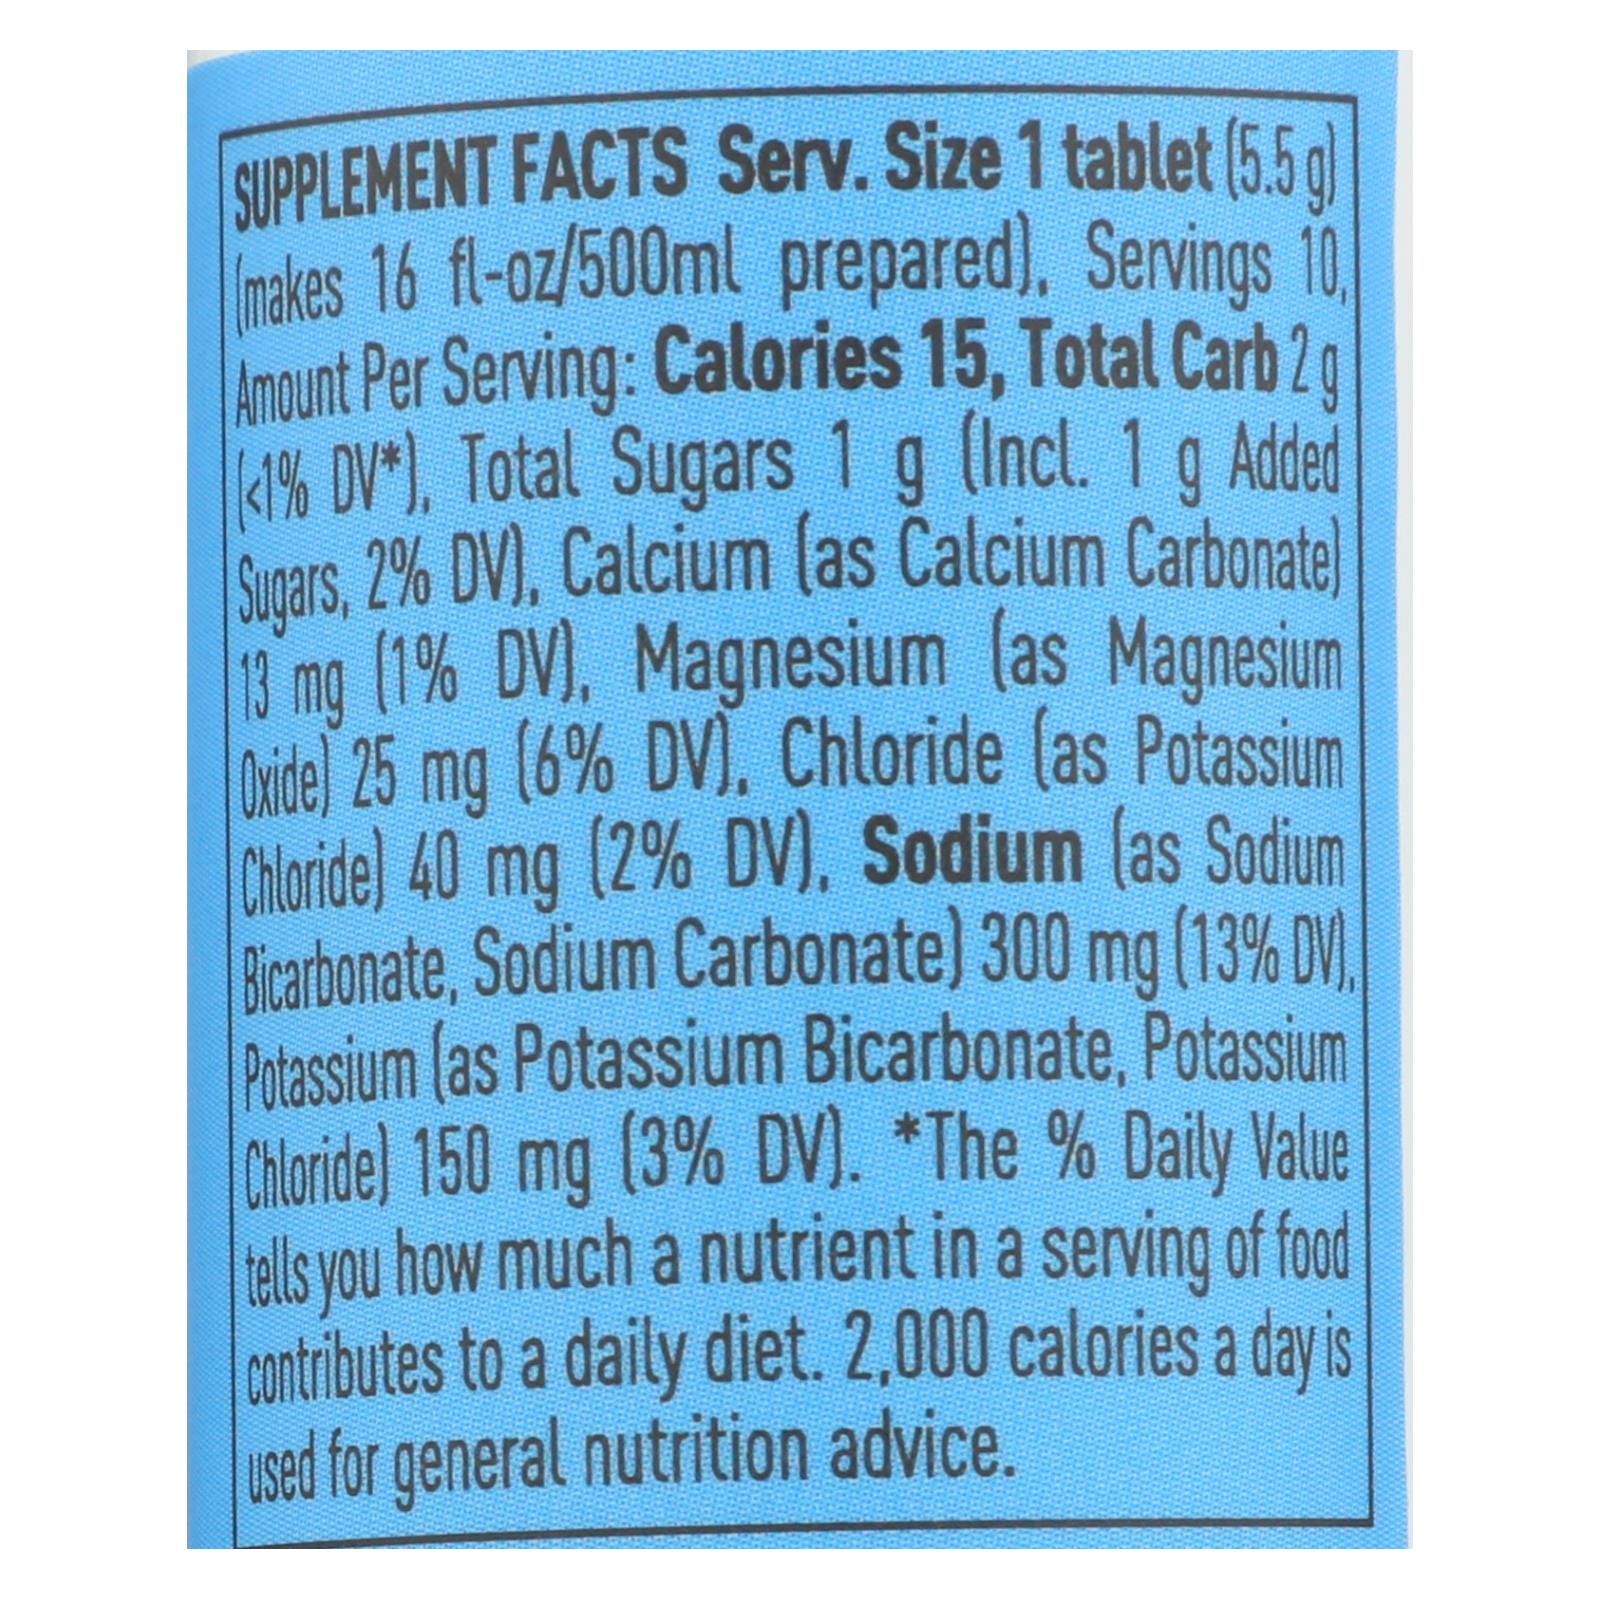 SUPPLEMENT FACTS Serv. Size 1 tablet (5.5 g)
(makes 16 fl-oz/500ml prepared), Servings 10,
Amount Per Serving: Calories 15, Total Carb 2 g
(<1% DV*), Total Sugars 1 g (Incl. 1 g Added
Sugars, 2% DV), Calcium (as Calcium Carbonate)
13 mg (1% DV), Magnesium (as Magnesium
Oxide) 25 mg (6% DV), Chloride (as Potassium
Chloride) 40 mg (2% DV), Sodium (as Sodium
Bicarbonate, Sodium Carbonate) 300 mg (13% DV),
Potassium (as Potassium Bicarbonate, Potassium
Chloride) 150 mg (3% DV). *The % Daily Value
tells you how much a nutrient in a serving of food
contributes to a daily diet. 2,000 calories a day is
used for general nutrition advice.